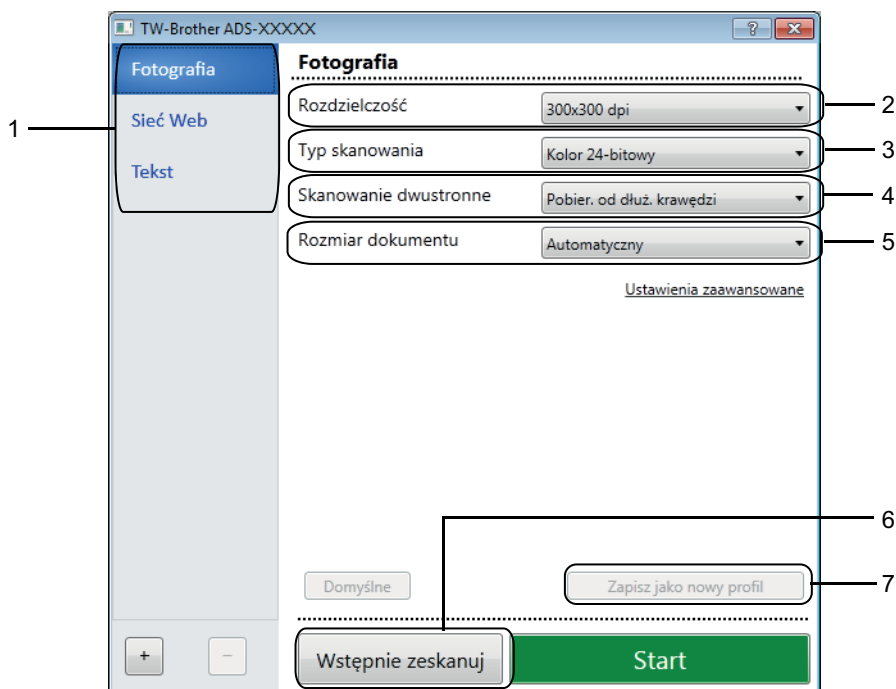 TW-Brother ADS-XXXXX
?
Fotografia
Sieć Web
Tekst
1
Fotografia
Rozdzielczość 300x300 dpi 2
Typ skanowania Kolor 24-bitowy 3
Skanowanie dwustronne Pobier. od dłuż. krawędzi 4
Rozmiar dokumentu Automatyczny 5
Ustawienia zaawansowane
6
Domyślne Zapisz jako nowy profil 7
+ −
Wstępnie zeskanuj Start